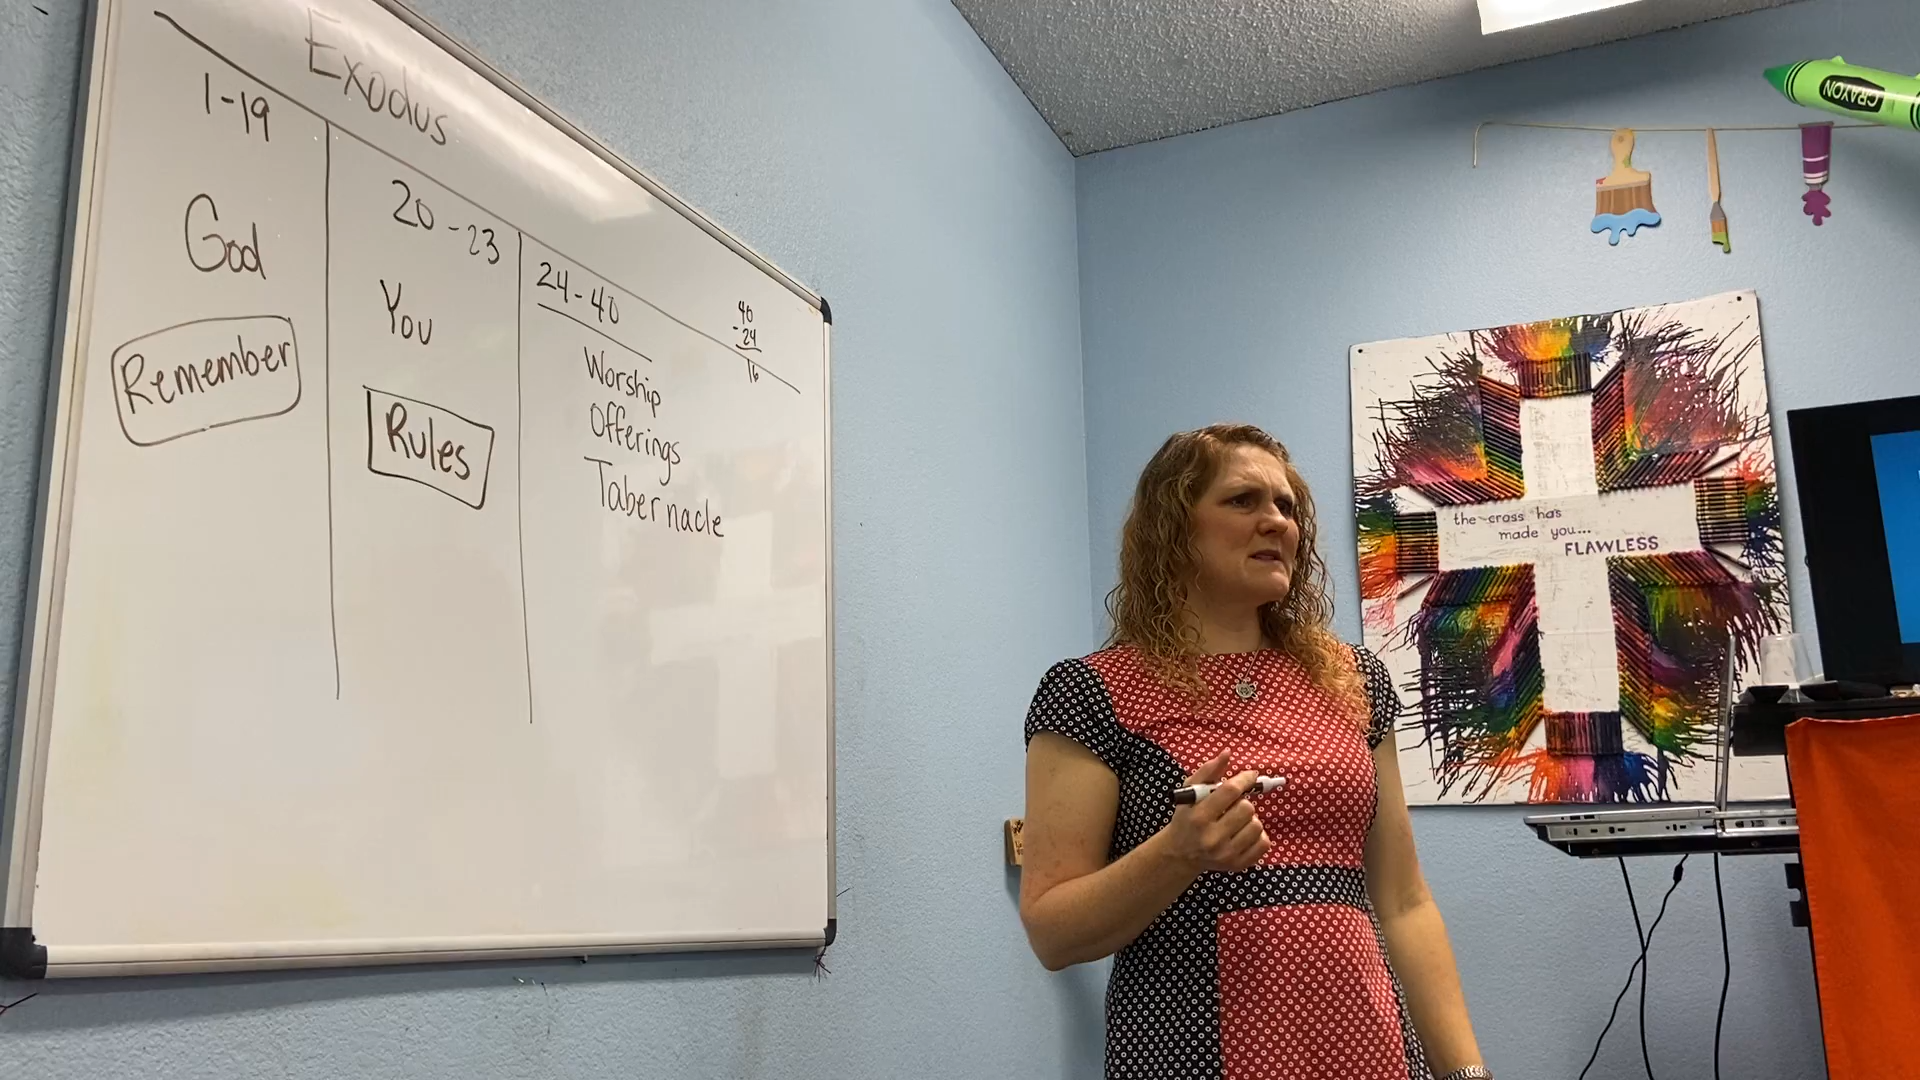 Exodus
1-19
God
Remember
20-23
You
Rules
24-40
Worship
Offerings
Tabernacle
40
-24
16
the cross has
made you...
FLAWLESS
CRAYON